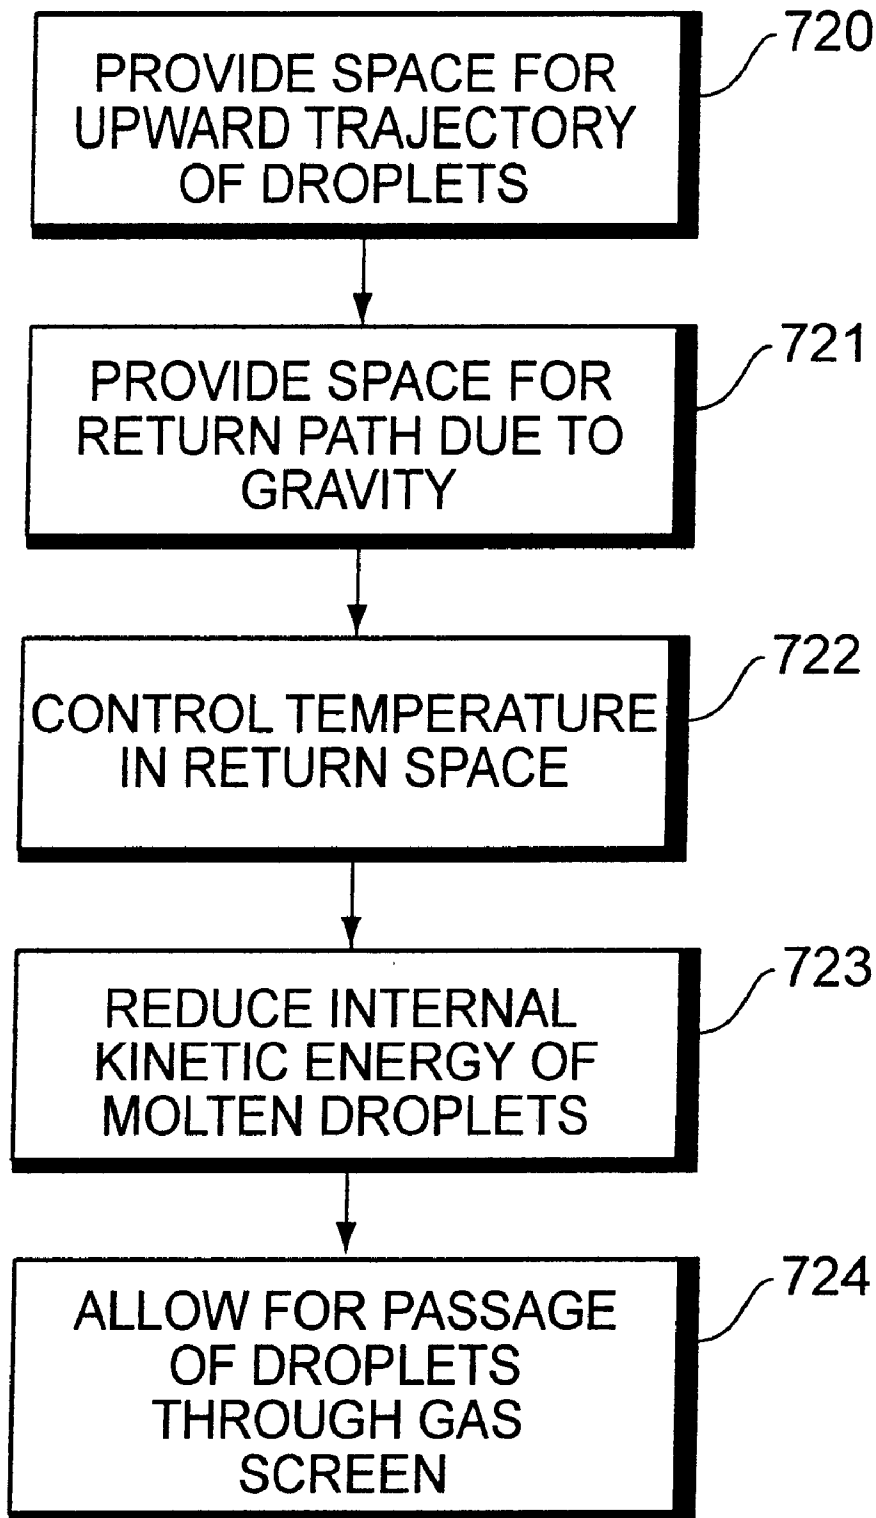 720
PROVIDE SPACE FOR
UPWARD TRAJECTORY
OF DROPLETS
721
PROVIDE SPACE FOR
RETURN PATH DUE TO
GRAVITY
722
CONTROL TEMPERATURE
IN RETURN SPACE
723
REDUCE INTERNAL
KINETIC ENERGY OF
MOLTEN DROPLETS
724
ALLOW FOR PASSAGE
OF DROPLETS
THROUGH GAS
SCREEN